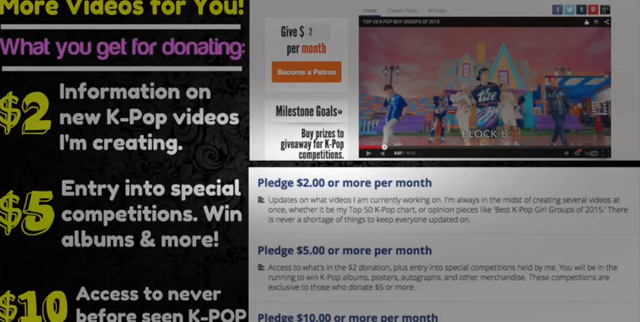 More Videos for You!
What you get for donating:
$2
Information on
new K-Pop videos
I'm creating.
$5
Entry into special
competitions. Win
albums & more!
$10
Access to never
before seen K-POP
Give $ 2
per month
Become a Patron
Milestone Goals
Buy prizes to
giveaway for K-Pop
competitions.
Home Creator Posts All Posts
TOP 25 K-POP BOY GROUPS OF 2015
BLOCK B
Pledge $2.00 or more per month
Updates on what videos I am currently working on. I'm always in the midst of creating several videos at
once, whether it be my Top 50 K-Pop chart, or opinion pieces like 'Best K-Pop Girl Groups of 2015.' There
is never a shortage of things to keep everyone updated on.
Pledge $5.00 or more per month
Access to what's in the $2 donation, plus entry into special competitions held by me. You will be in the
running to win K-Pop albums, posters, autographs, and other merchandise. These competitions are
exclusive to those who donate $5 or more.
Pledge $10.00 or more per month